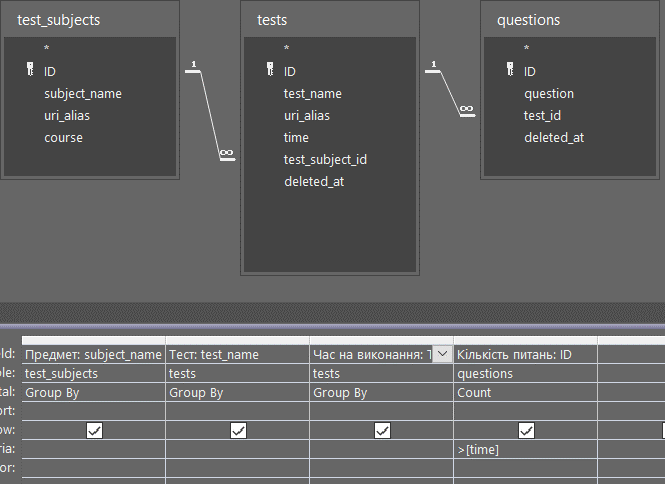 test_subjects
*
ID
subject_name
uri_alias
course
1
∞
tests
*
ID
test_name
uri_alias
time
test_subject_id
deleted_at
1
∞
questions
*
ID
question
test_id
deleted_at
eld: Предмет: subject_name Тест: test_name Час на виконання: Т Кількість питань: ID
ble: test_subjects tests tests questions
tal: Group By Group By Group By Count
ort:
ow:
ria: >[time]
or: